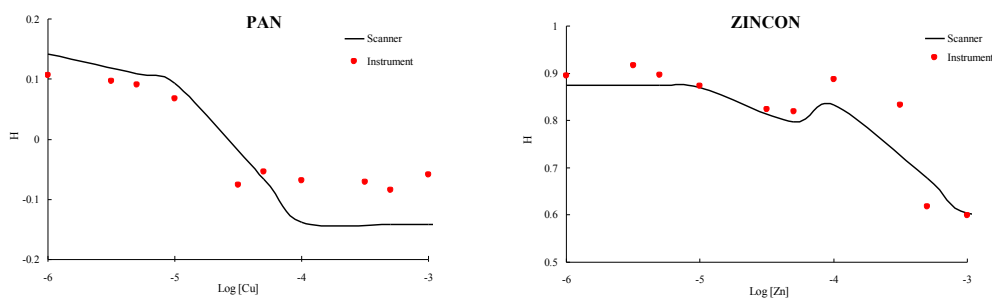 PAN
0.2
Scanner
Instrument
0.1
H
0
-0.1
-0.2
-6
-5
-4
-3
Log [Cu]
ZINCON
1
Scanner
Instrument
0.9
0.8
H
0.7
0.6
0.5
-6
-5
-4
-3
Log [Zn]